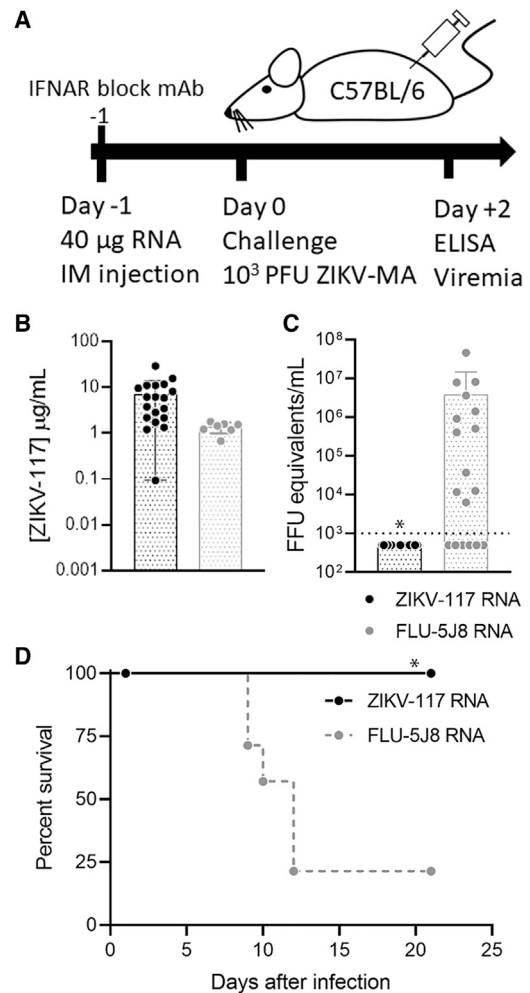 A
IFNAR block mAb
C57BL/6
-1
Day -1
40 µg RNA
IM injection
Day 0
Challenge
10³ PFU ZIKV-MA
Day +2
ELISA
Viremia
B
[ZIKV-117] µg/mL
100
10
1
0.1
0.01
0.001
C
FFU equivalents/mL
10⁸
10⁷
10⁶
10⁵
10⁴
10³
10²
*
ZIKV-117 RNA
FLU-5J8 RNA
D
Percent survival
100
75
50
25
0
*
ZIKV-117 RNA
FLU-5J8 RNA
0 5 10 15 20 25
Days after infection